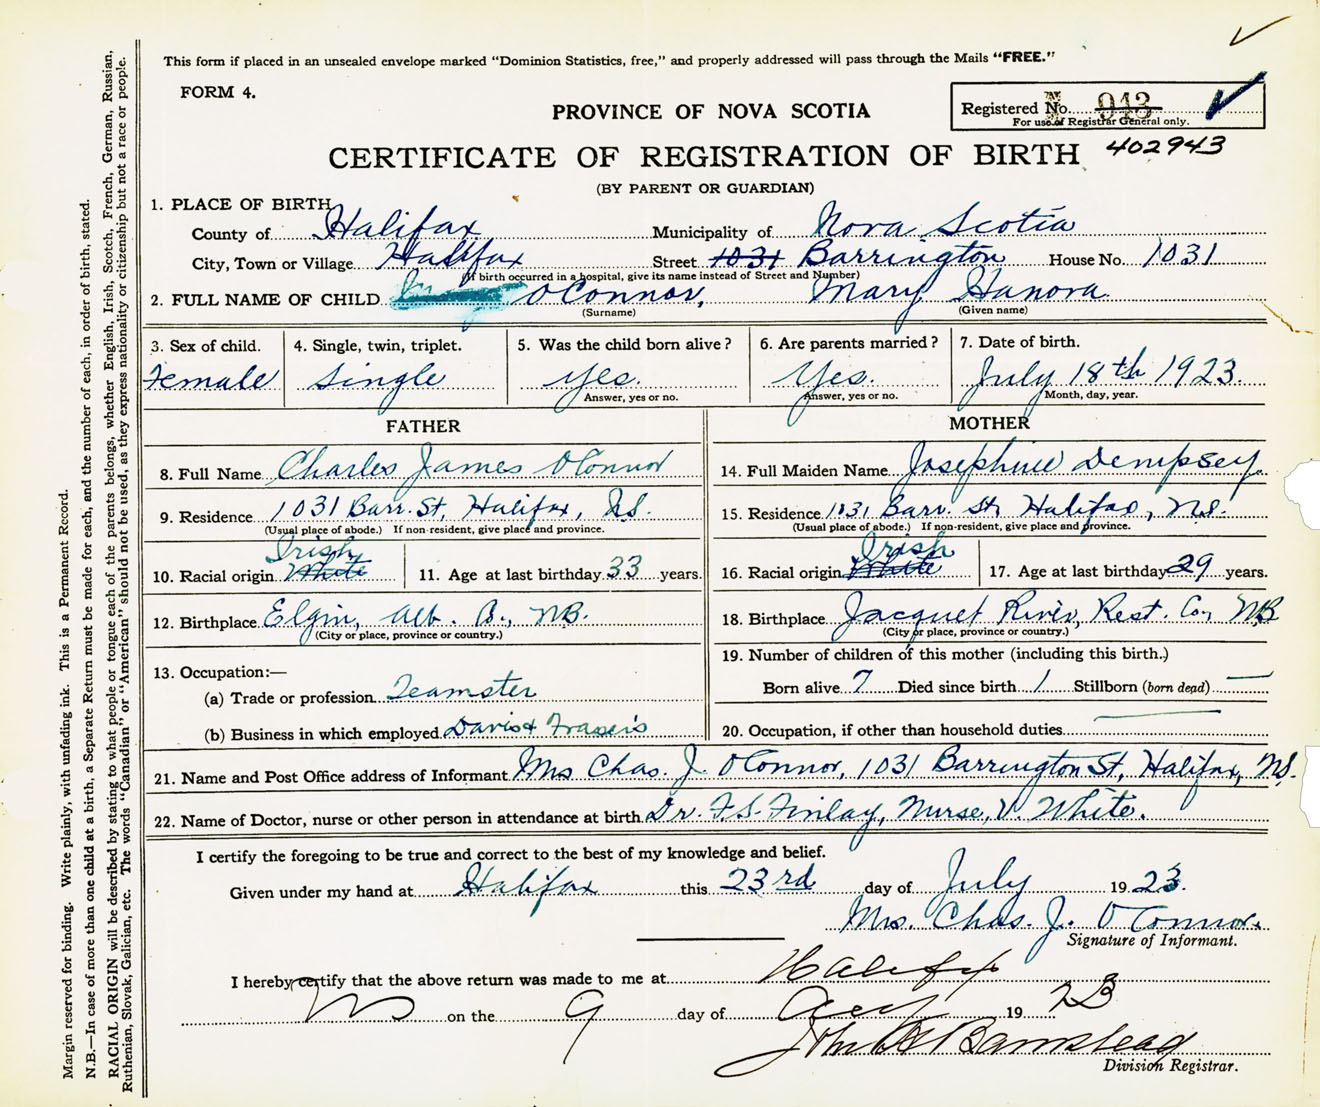 This form if placed in an unsealed envelope marked "Dominion Statistics, free," and properly addressed will pass through the Mails "FREE."
FORM 4.
PROVINCE OF NOVA SCOTIA
Registered No. 943
For use of Registrar General only.
CERTIFICATE OF REGISTRATION OF BIRTH 402943
(BY PARENT OR GUARDIAN)
1. PLACE OF BIRTH
County of Halifax Municipality of Nova Scotia
City, Town or Village Halifax Street 1031 Barrington House No. 1031
(If birth occurred in a hospital, give its name instead of Street and Number)
2. FULL NAME OF CHILD O'Connor, Mary Hanora
(Surname) (Given name)
3. Sex of child. 4. Single, twin, triplet. 5. Was the child born alive? 6. Are parents married? 7. Date of birth.
Female Single Yes. Yes. July 18th 1923.
Answer, yes or no. Answer, yes or no. Month, day, year.
FATHER MOTHER
8. Full Name Charles James O'Connor 14. Full Maiden Name Josephine Dempsey
9. Residence 1031 Barr. St, Halifax, N.S. 15. Residence 1031 Barr. St, Halifax, N.S.
(Usual place of abode.) If non-resident, give place and province. (Usual place of abode.) If non-resident, give place and province.
Irish Irish
10. Racial origin White 11. Age at last birthday 33 years. 16. Racial origin White 17. Age at last birthday 29 years.
12. Birthplace Elgin, Alb. Co., N.B. 18. Birthplace Jacquet River, Rest. Co, NB
(City or place, province or country.) (City or place, province or country.)
13. Occupation:— 19. Number of children of this mother (including this birth.)
(a) Trade or profession Teamster Born alive 7 Died since birth 1 Stillborn (born dead) —
(b) Business in which employed Davis & Frasers 20. Occupation, if other than household duties —
21. Name and Post Office address of Informant Mrs Chas. J. O'Connor, 1031 Barrington St, Halifax, N.S.
22. Name of Doctor, nurse or other person in attendance at birth Dr. F.S. Finlay, Nurse, V. White.
I certify the foregoing to be true and correct to the best of my knowledge and belief.
Given under my hand at Halifax this 23rd day of July 1923.
Mrs. Chas. J. O'Connor.
Signature of Informant.
I hereby certify that the above return was made to me at Halifax
NS on the 9 day of Aug 1923
Division Registrar.
Margin reserved for binding. Write plainly, with unfading ink. This is a Permanent Record.
N.B.—In case of more than one child at a birth, a Separate Return must be made for each, and the number of each, in order of birth, stated.
RACIAL ORIGIN will be described by stating to what people or tongue each of the parents belongs, whether English, Irish, Scotch, French, German, Russian,
Ruthenian, Slovak, Galician, etc. The words "Canadian" or "American" should not be used, as they express nationality or citizenship but not a race or people.